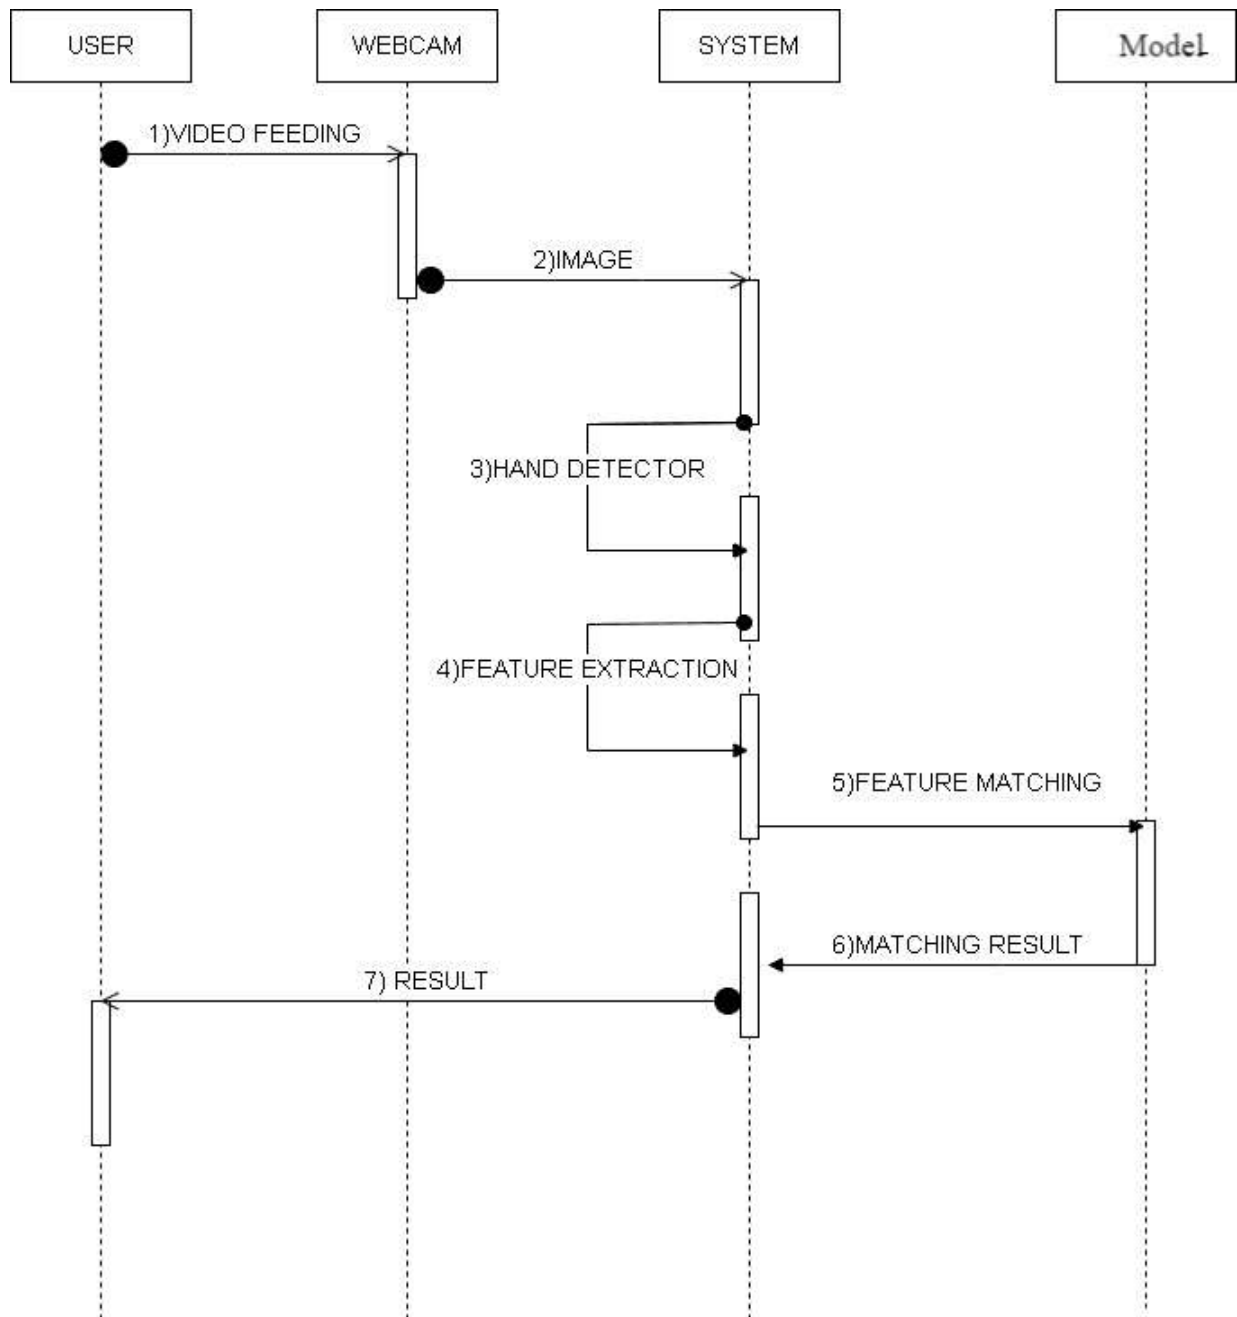 USER
WEBCAM
SYSTEM
Model
1)VIDEO FEEDING
2)IMAGE
3)HAND DETECTOR
4)FEATURE EXTRACTION
5)FEATURE MATCHING
6)MATCHING RESULT
7) RESULT